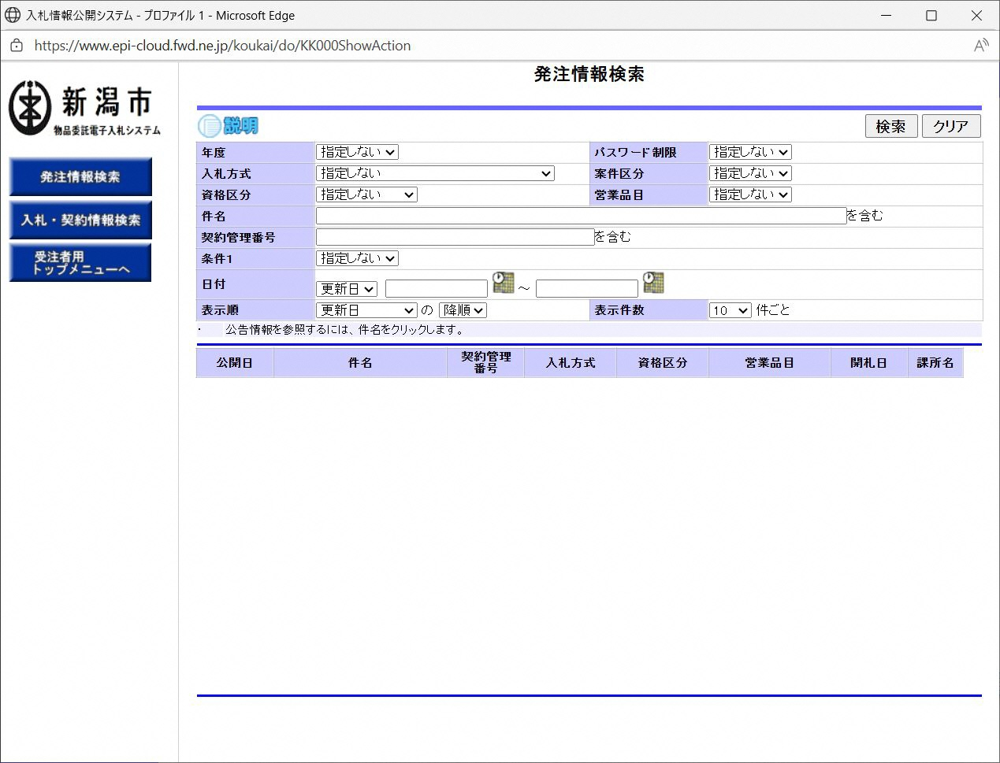 入札情報公開システム - プロファイル 1 - Microsoft Edge
https://www.epi-cloud.fwd.ne.jp/koukai/do/KK000ShowAction
新潟市
物品委託電子入札システム
発注情報検索
入札・契約情報検索
受注者用
トップメニューへ
発注情報検索
説明 検索 クリア
年度 指定しない パスワード制限 指定しない
入札方式 指定しない 案件区分 指定しない
資格区分 指定しない 営業品目 指定しない
件名 を含む
契約管理番号 を含む
条件1 指定しない
日付 更新日 ～
表示順 更新日 の 降順 表示件数 10 件ごと
・ 公告情報を参照するには、件名をクリックします。
公開日 件名 契約管理番号 入札方式 資格区分 営業品目 開札日 課所名